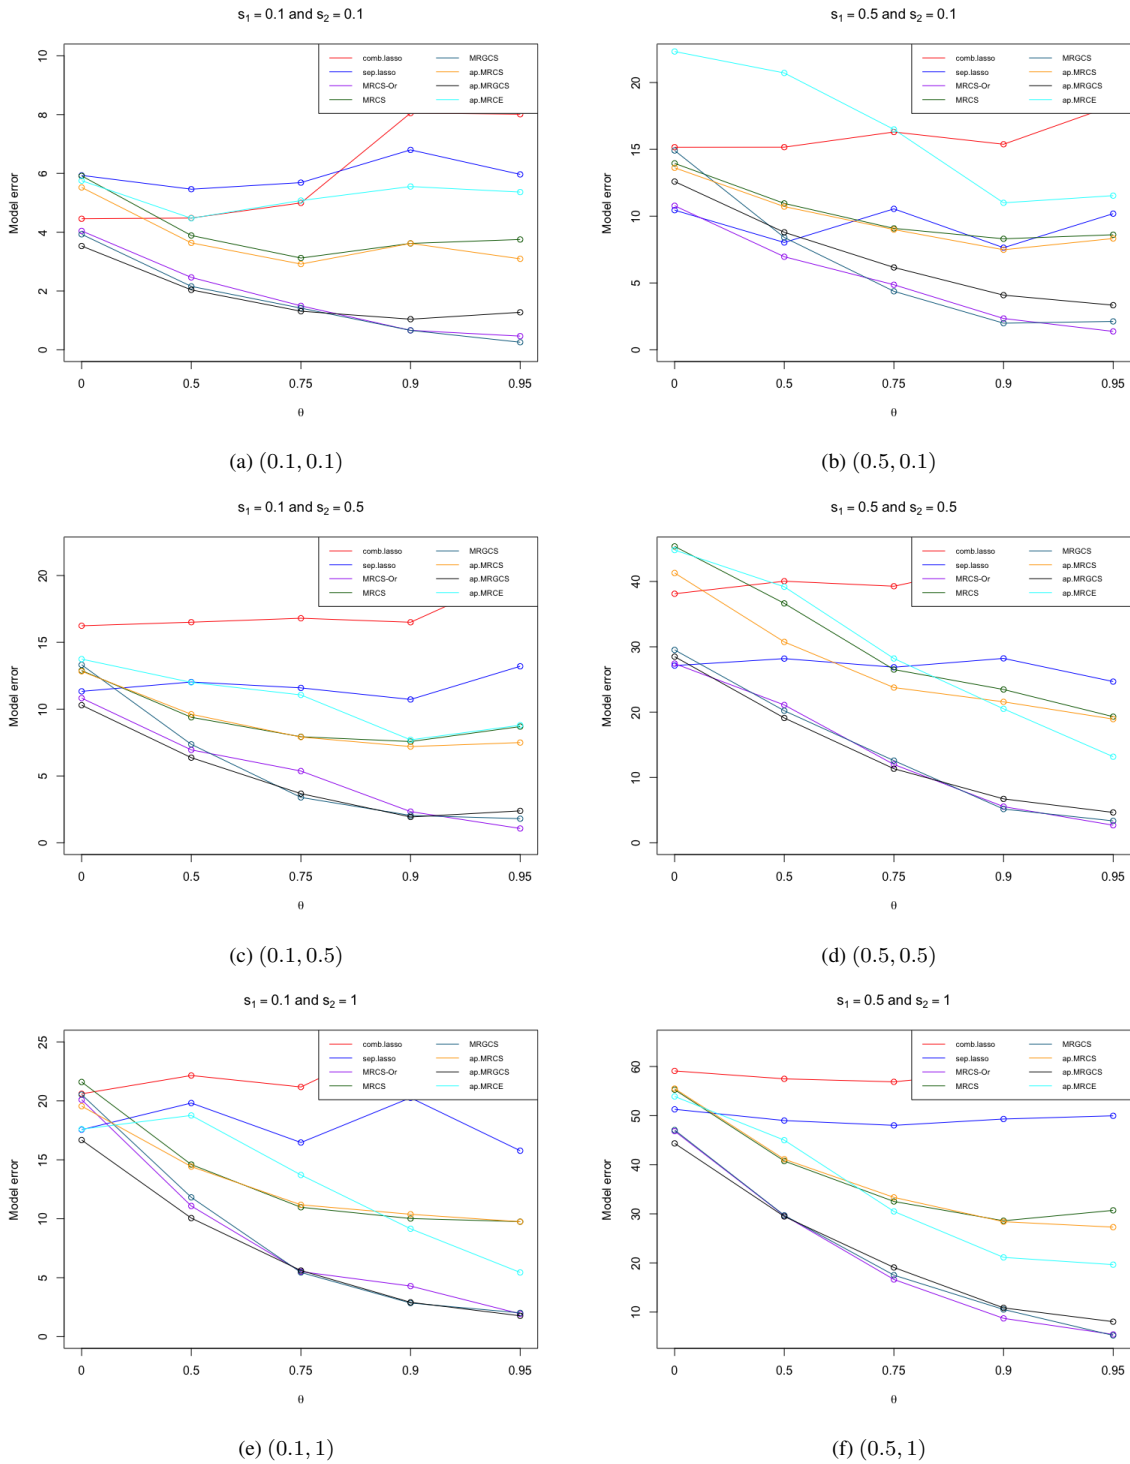 s₁ = 0.1 and s₂ = 0.1
Model error
10
8
6
4
2
0
comb.lasso
sep.lasso
MRCS-Or
MRCS
MRGCS
ap.MRCS
ap.MRGCS
ap.MRCE
0 0.5 0.75 0.9 0.95
θ
(a) (0.1, 0.1)
s₁ = 0.5 and s₂ = 0.1
Model error
20
15
10
5
0
comb.lasso
sep.lasso
MRCS-Or
MRCS
MRGCS
ap.MRCS
ap.MRGCS
ap.MRCE
0 0.5 0.75 0.9 0.95
θ
(b) (0.5, 0.1)
s₁ = 0.1 and s₂ = 0.5
Model error
20
15
10
5
0
comb.lasso
sep.lasso
MRCS-Or
MRCS
MRGCS
ap.MRCS
ap.MRGCS
ap.MRCE
0 0.5 0.75 0.9 0.95
θ
(c) (0.1, 0.5)
s₁ = 0.5 and s₂ = 0.5
Model error
40
30
20
10
0
comb.lasso
sep.lasso
MRCS-Or
MRCS
MRGCS
ap.MRCS
ap.MRGCS
ap.MRCE
0 0.5 0.75 0.9 0.95
θ
(d) (0.5, 0.5)
s₁ = 0.1 and s₂ = 1
Model error
25
20
15
10
5
0
comb.lasso
sep.lasso
MRCS-Or
MRCS
MRGCS
ap.MRCS
ap.MRGCS
ap.MRCE
0 0.5 0.75 0.9 0.95
θ
(e) (0.1, 1)
s₁ = 0.5 and s₂ = 1
Model error
60
50
40
30
20
10
comb.lasso
sep.lasso
MRCS-Or
MRCS
MRGCS
ap.MRCS
ap.MRGCS
ap.MRCE
0 0.5 0.75 0.9 0.95
θ
(f) (0.5, 1)